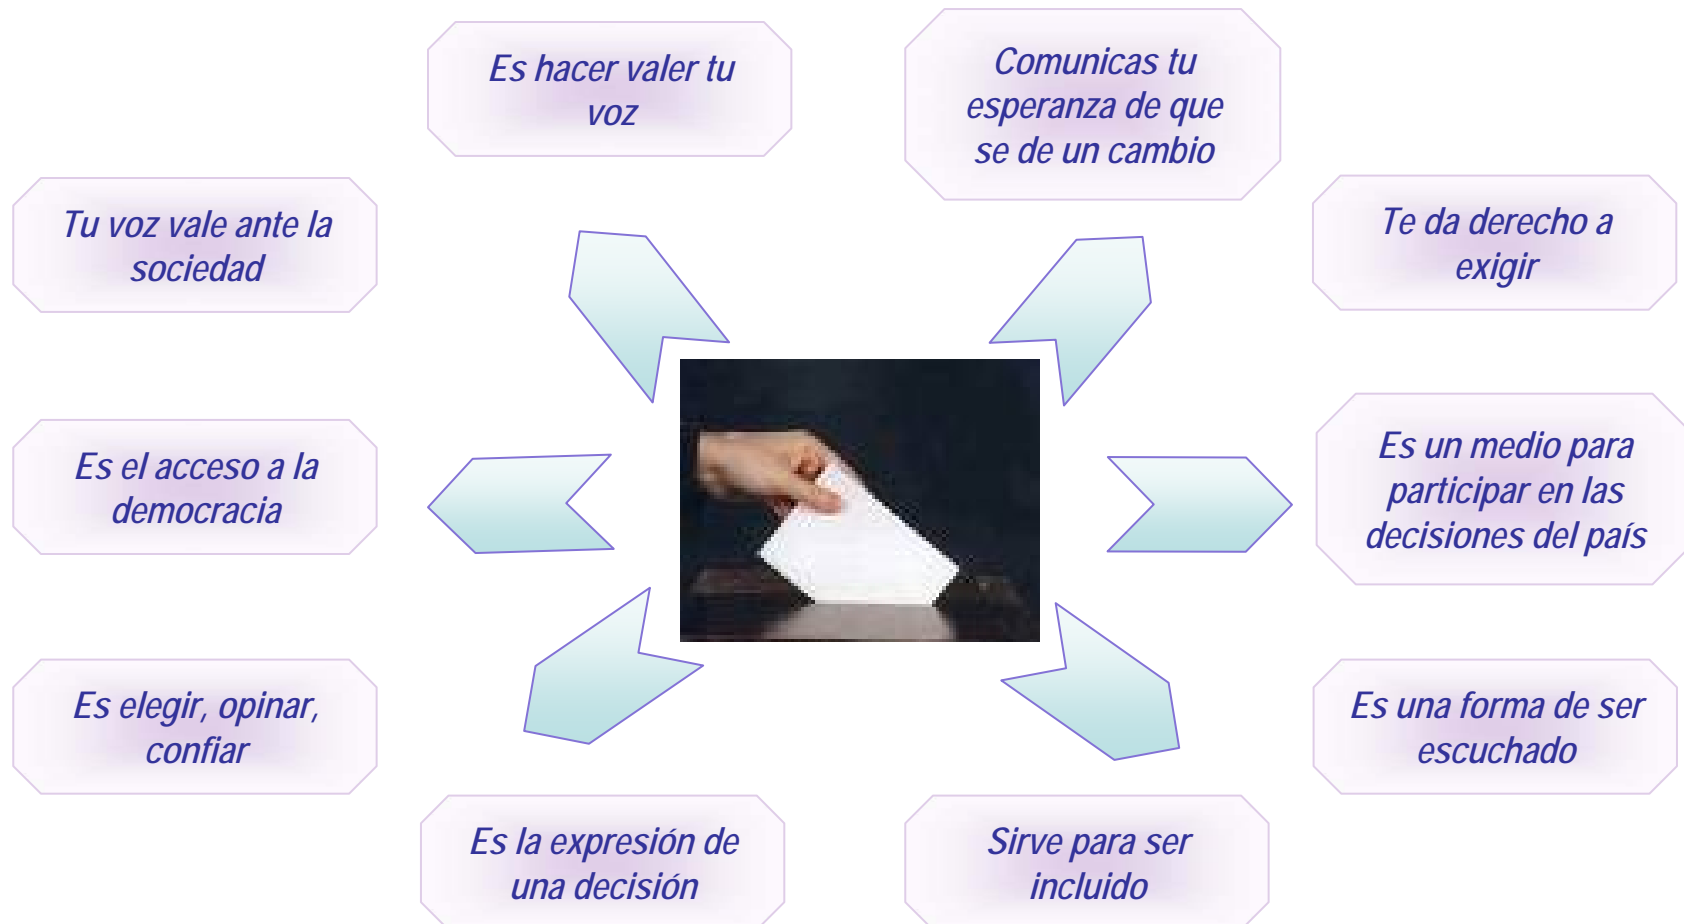 Es hacer valer tu
voz
Comunicas tu
esperanza de que
se de un cambio
Tu voz vale ante la
sociedad
Te da derecho a
exigir
Es el acceso a la
democracia
Es un medio para
participar en las
decisiones del país
Es elegir, opinar,
confiar
Es una forma de ser
escuchado
Es la expresión de
una decisión
Sirve para ser
incluido